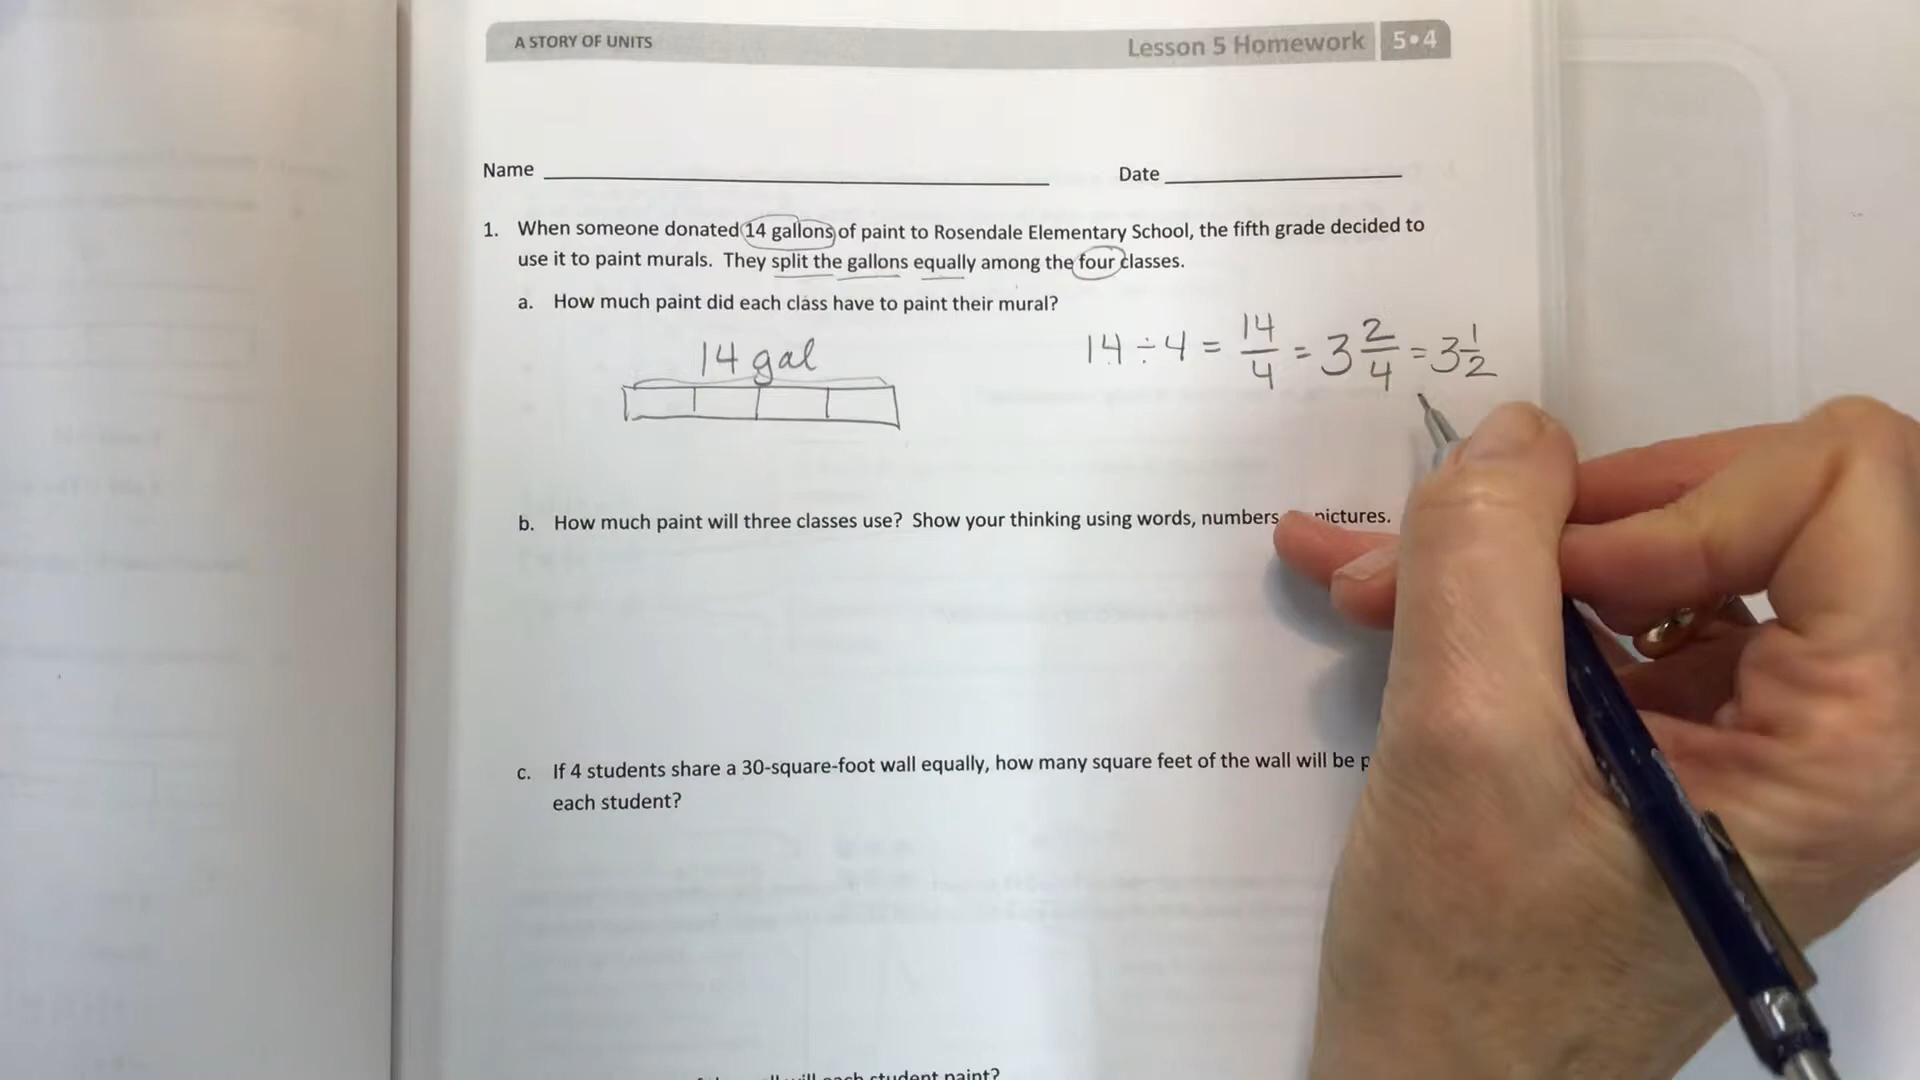 A STORY OF UNITS
Lesson 5 Homework 5•4
Name
Date
1. When someone donated 14 gallons of paint to Rosendale Elementary School, the fifth grade decided to
use it to paint murals. They split the gallons equally among the four classes.
a. How much paint did each class have to paint their mural?
14 gal
14 ÷ 4 = 14/4 = 3 2/4 = 3 1/2
b. How much paint will three classes use? Show your thinking using words, numbers pictures.
c. If 4 students share a 30-square-foot wall equally, how many square feet of the wall will be
each student?
will each student paint?